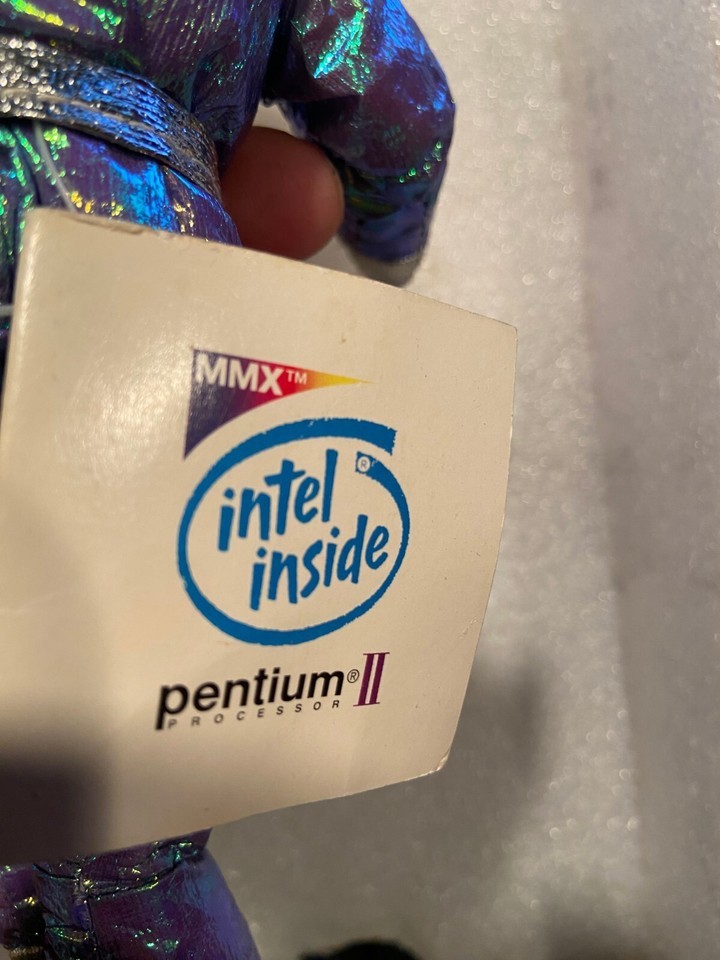 MMX™
intel®
inside
pentium® II
PROCESSOR